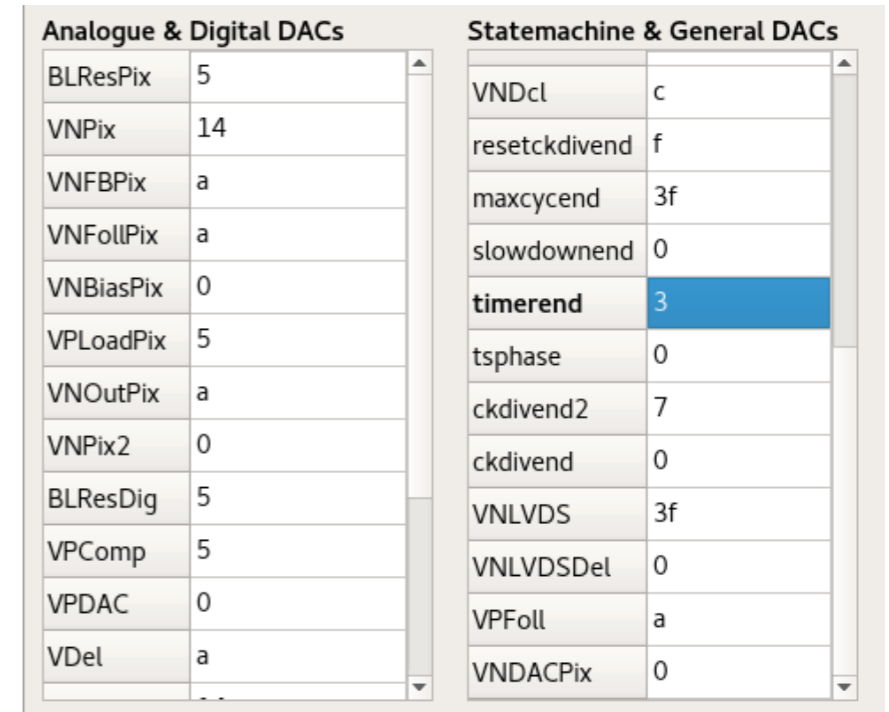 Analogue & Digital DACs
BLResPix 5
VNPix 14
VNFBPix a
VNFollPix a
VNBiasPix 0
VPLoadPix 5
VNOutPix a
VNPix2 0
BLResDig 5
VPComp 5
VPDAC 0
VDel a
Statemachine & General DACs
VNDcl c
resetckdivend f
maxcycend 3f
slowdownend 0
timerend 3
tsphase 0
ckdivend2 7
ckdivend 0
VNLVDS 3f
VNLVDSDel 0
VPFoll a
VNDACPix 0